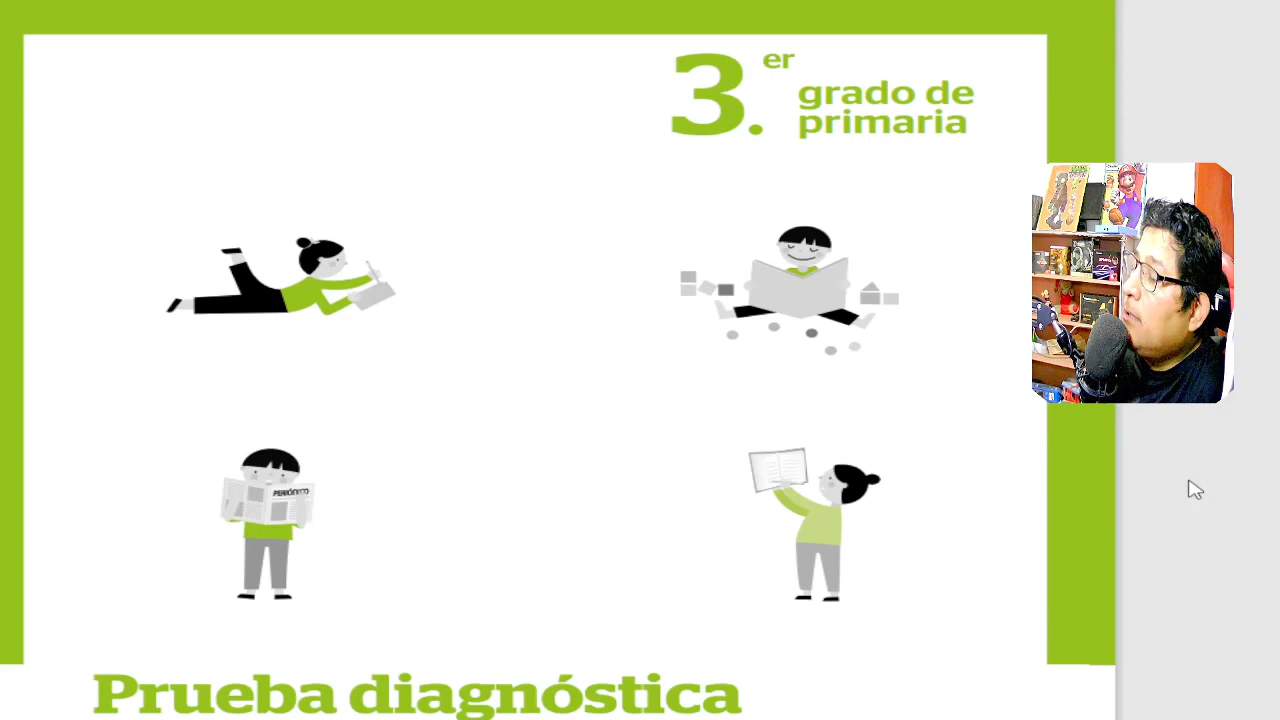 3.er
grado de
primaria
PERIÓDICO
Prueba diagnóstica